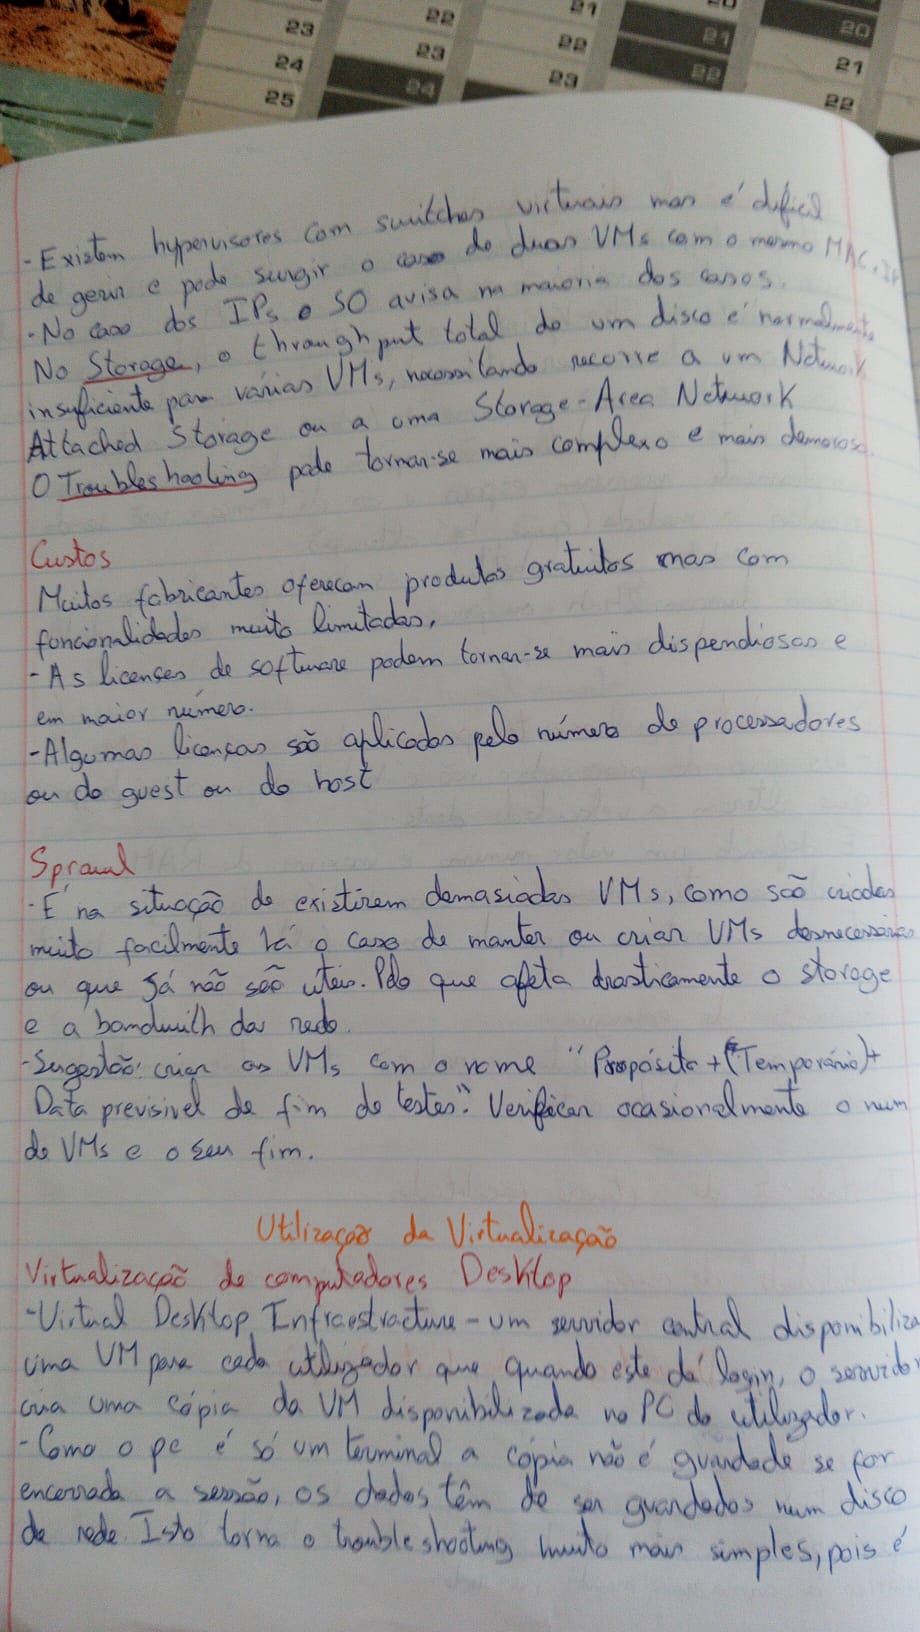 23 22 21 20 20
24 23 22 21 21
25 24 23 22 22
- Existem hypervisores com switches virtuais mas é dificil
de gerir e pode surgir o caso de duas VMs com o mesmo MAC e IP
- No caso dos IPs o SO avisa na maioria dos casos.
No Storage, o throughput total de um disco é normalmente
insuficiente para várias VMs, necessitando recorre a um Network
Attached Storage ou a uma Storage-Area Network
O Troubleshooting pode tornar-se mais complexo e mais demoroso.
Custos
Muitos fabricantes oferecem produtos gratuitos mas com
funcionalidades muito limitadas,
- As licenses de software podem tornar-se mais dispendiosas e
em maior número.
- Algumas licenças são aplicadas pelo número de processadores
ou do guest ou do host
Sprawl
- É na situação de existirem demasiadas VMs, como são criadas
muito facilmente há o caso de manter ou criar VMs desnecessárias
ou que já não são úteis. Pelo que afeta drasticamente o storage
e a bandwith da rede.
- Sugestão: criar as VMs com o nome "Propósito + (Temporário) +
Data previsivel de fim de testes". Verificar ocasionalmente o num
de VMs e o seu fim.
Utilização da Virtualização
Virtualização de computadores Desktop
- Virtual Desktop Infraestructure - um servidor central disponibiliza
uma VM para cada utilizador que quando este dá login, o servidor
cria uma cópia da VM disponibilizada no PC do utilizador.
- Como o pc é só um terminal a cópia não é guardada se for
encerrada a sessão, os dados têm de ser guardados num disco
de rede. Isto torna o troubleshooting muito mais simples, pois é